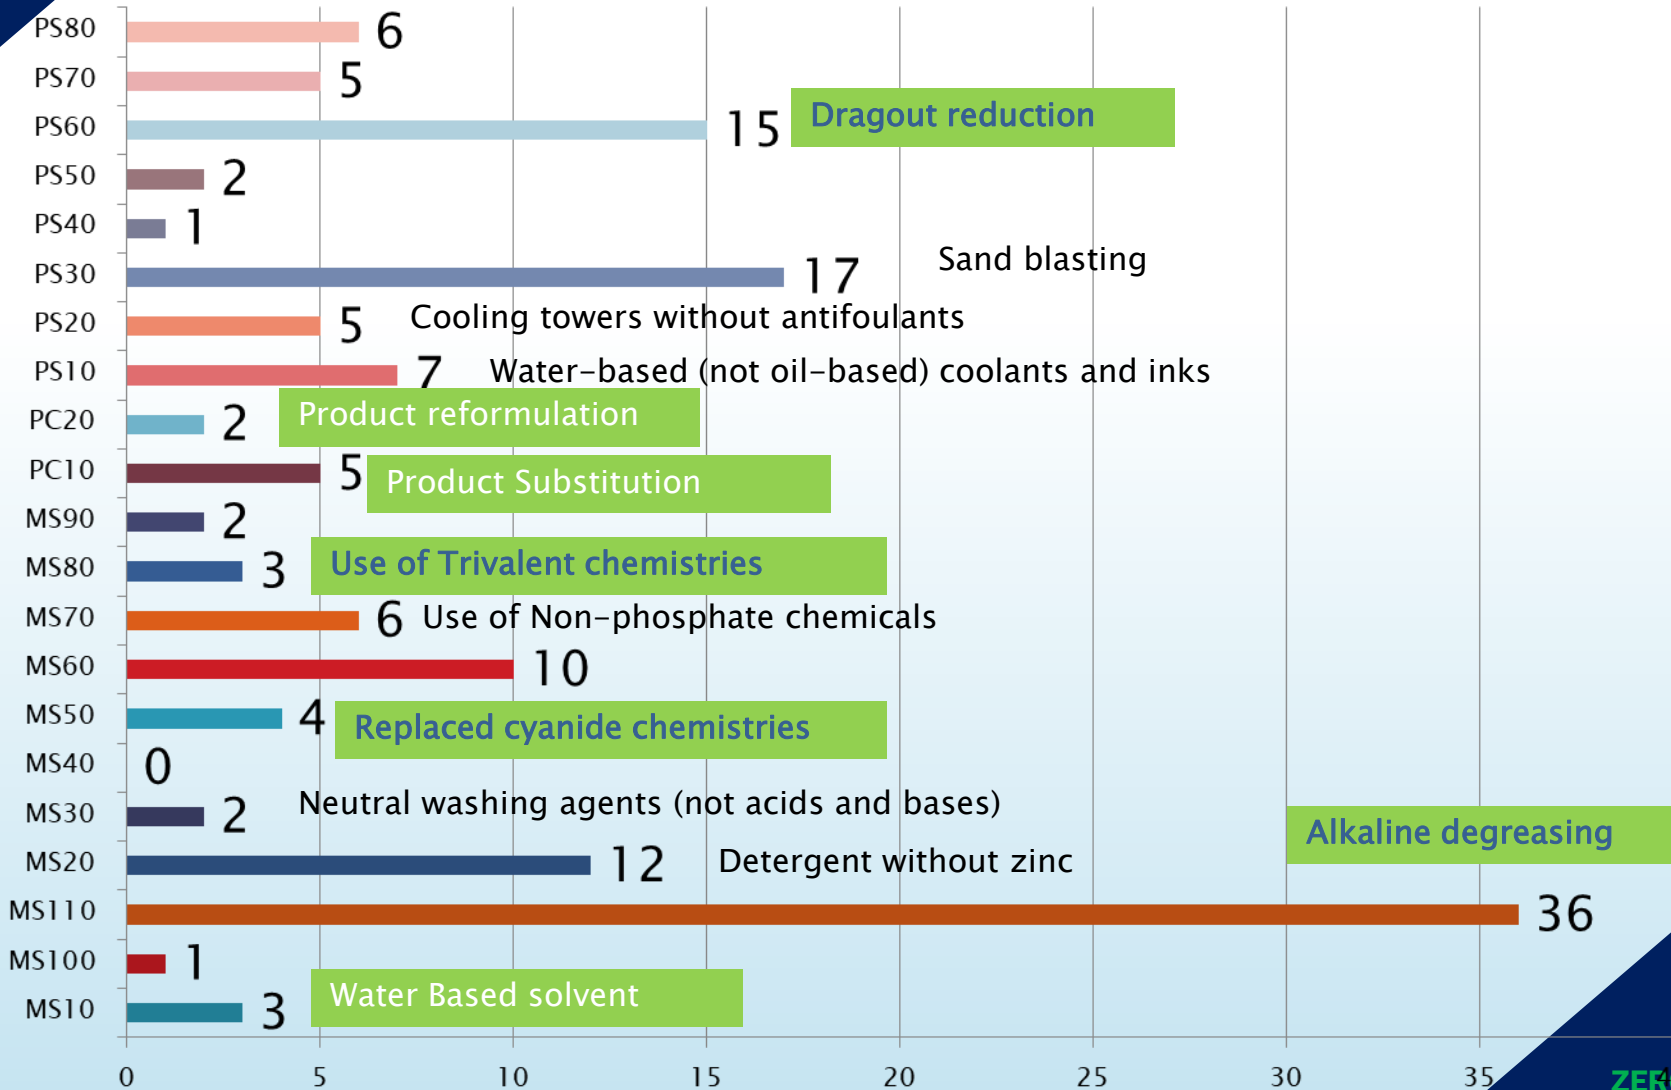 PS80 6
PS70 5
PS60 15 Dragout reduction
PS50 2
PS40 1
PS30 17 Sand blasting
PS20 5 Cooling towers without antifoulants
PS10 7 Water-based (not oil-based) coolants and inks
PC20 2 Product reformulation
PC10 5 Product Substitution
MS90 2
MS80 3 Use of Trivalent chemistries
MS70 6 Use of Non-phosphate chemicals
MS60 10
MS50 4 Replaced cyanide chemistries
MS40 0
MS30 2 Neutral washing agents (not acids and bases)
MS20 12 Detergent without zinc
Alkaline degreasing
MS110 36
MS100 1
MS10 3 Water Based solvent
0 5 10 15 20 25 30 35